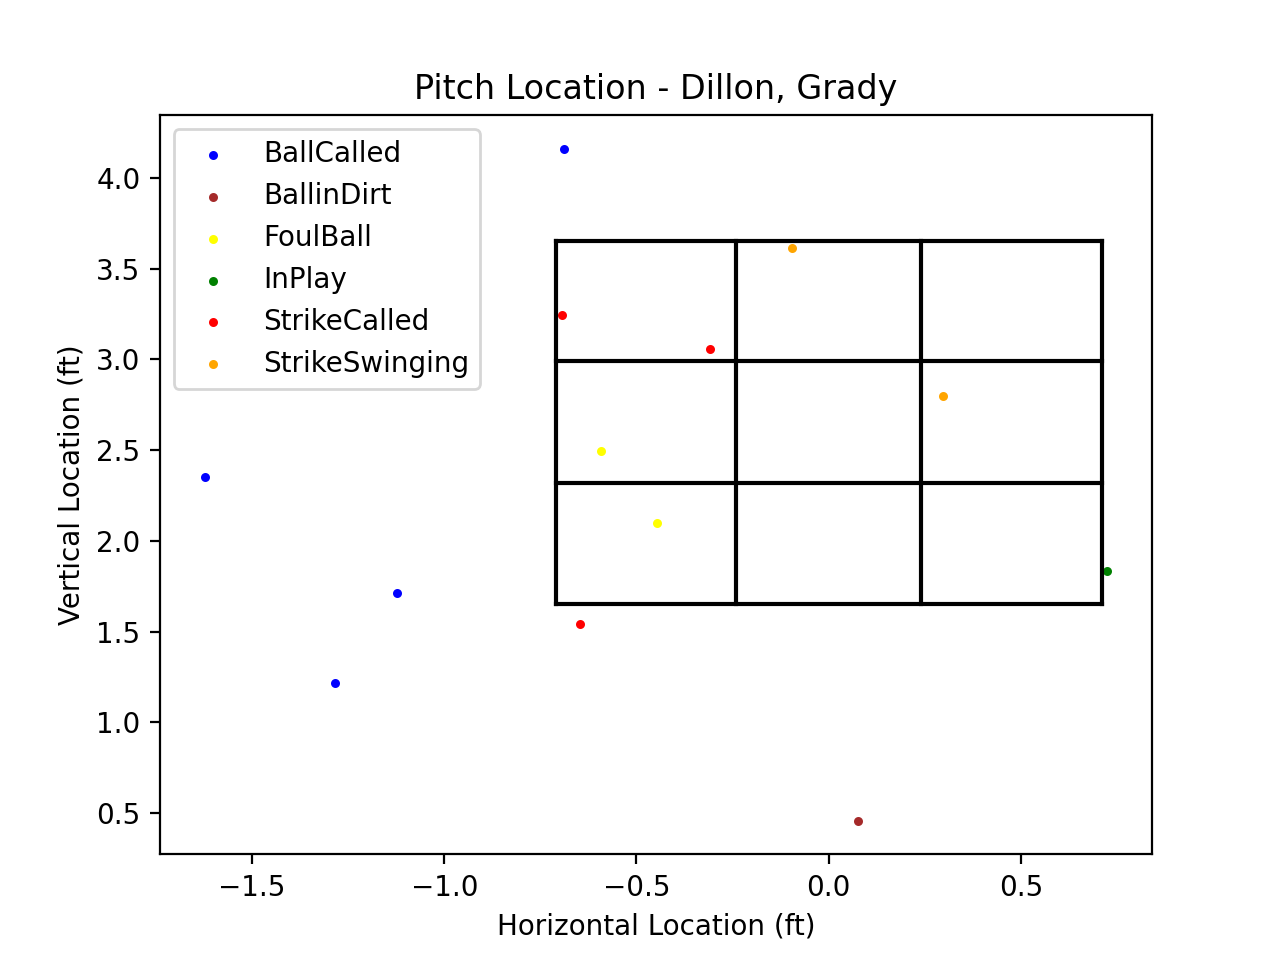 Pitch Location - Dillon, Grady
BallCalled
BallinDirt
FoulBall
InPlay
StrikeCalled
StrikeSwinging
Vertical Location (ft)
4.0
3.5
3.0
2.5
2.0
1.5
1.0
0.5
−1.5 −1.0 −0.5 0.0 0.5
Horizontal Location (ft)